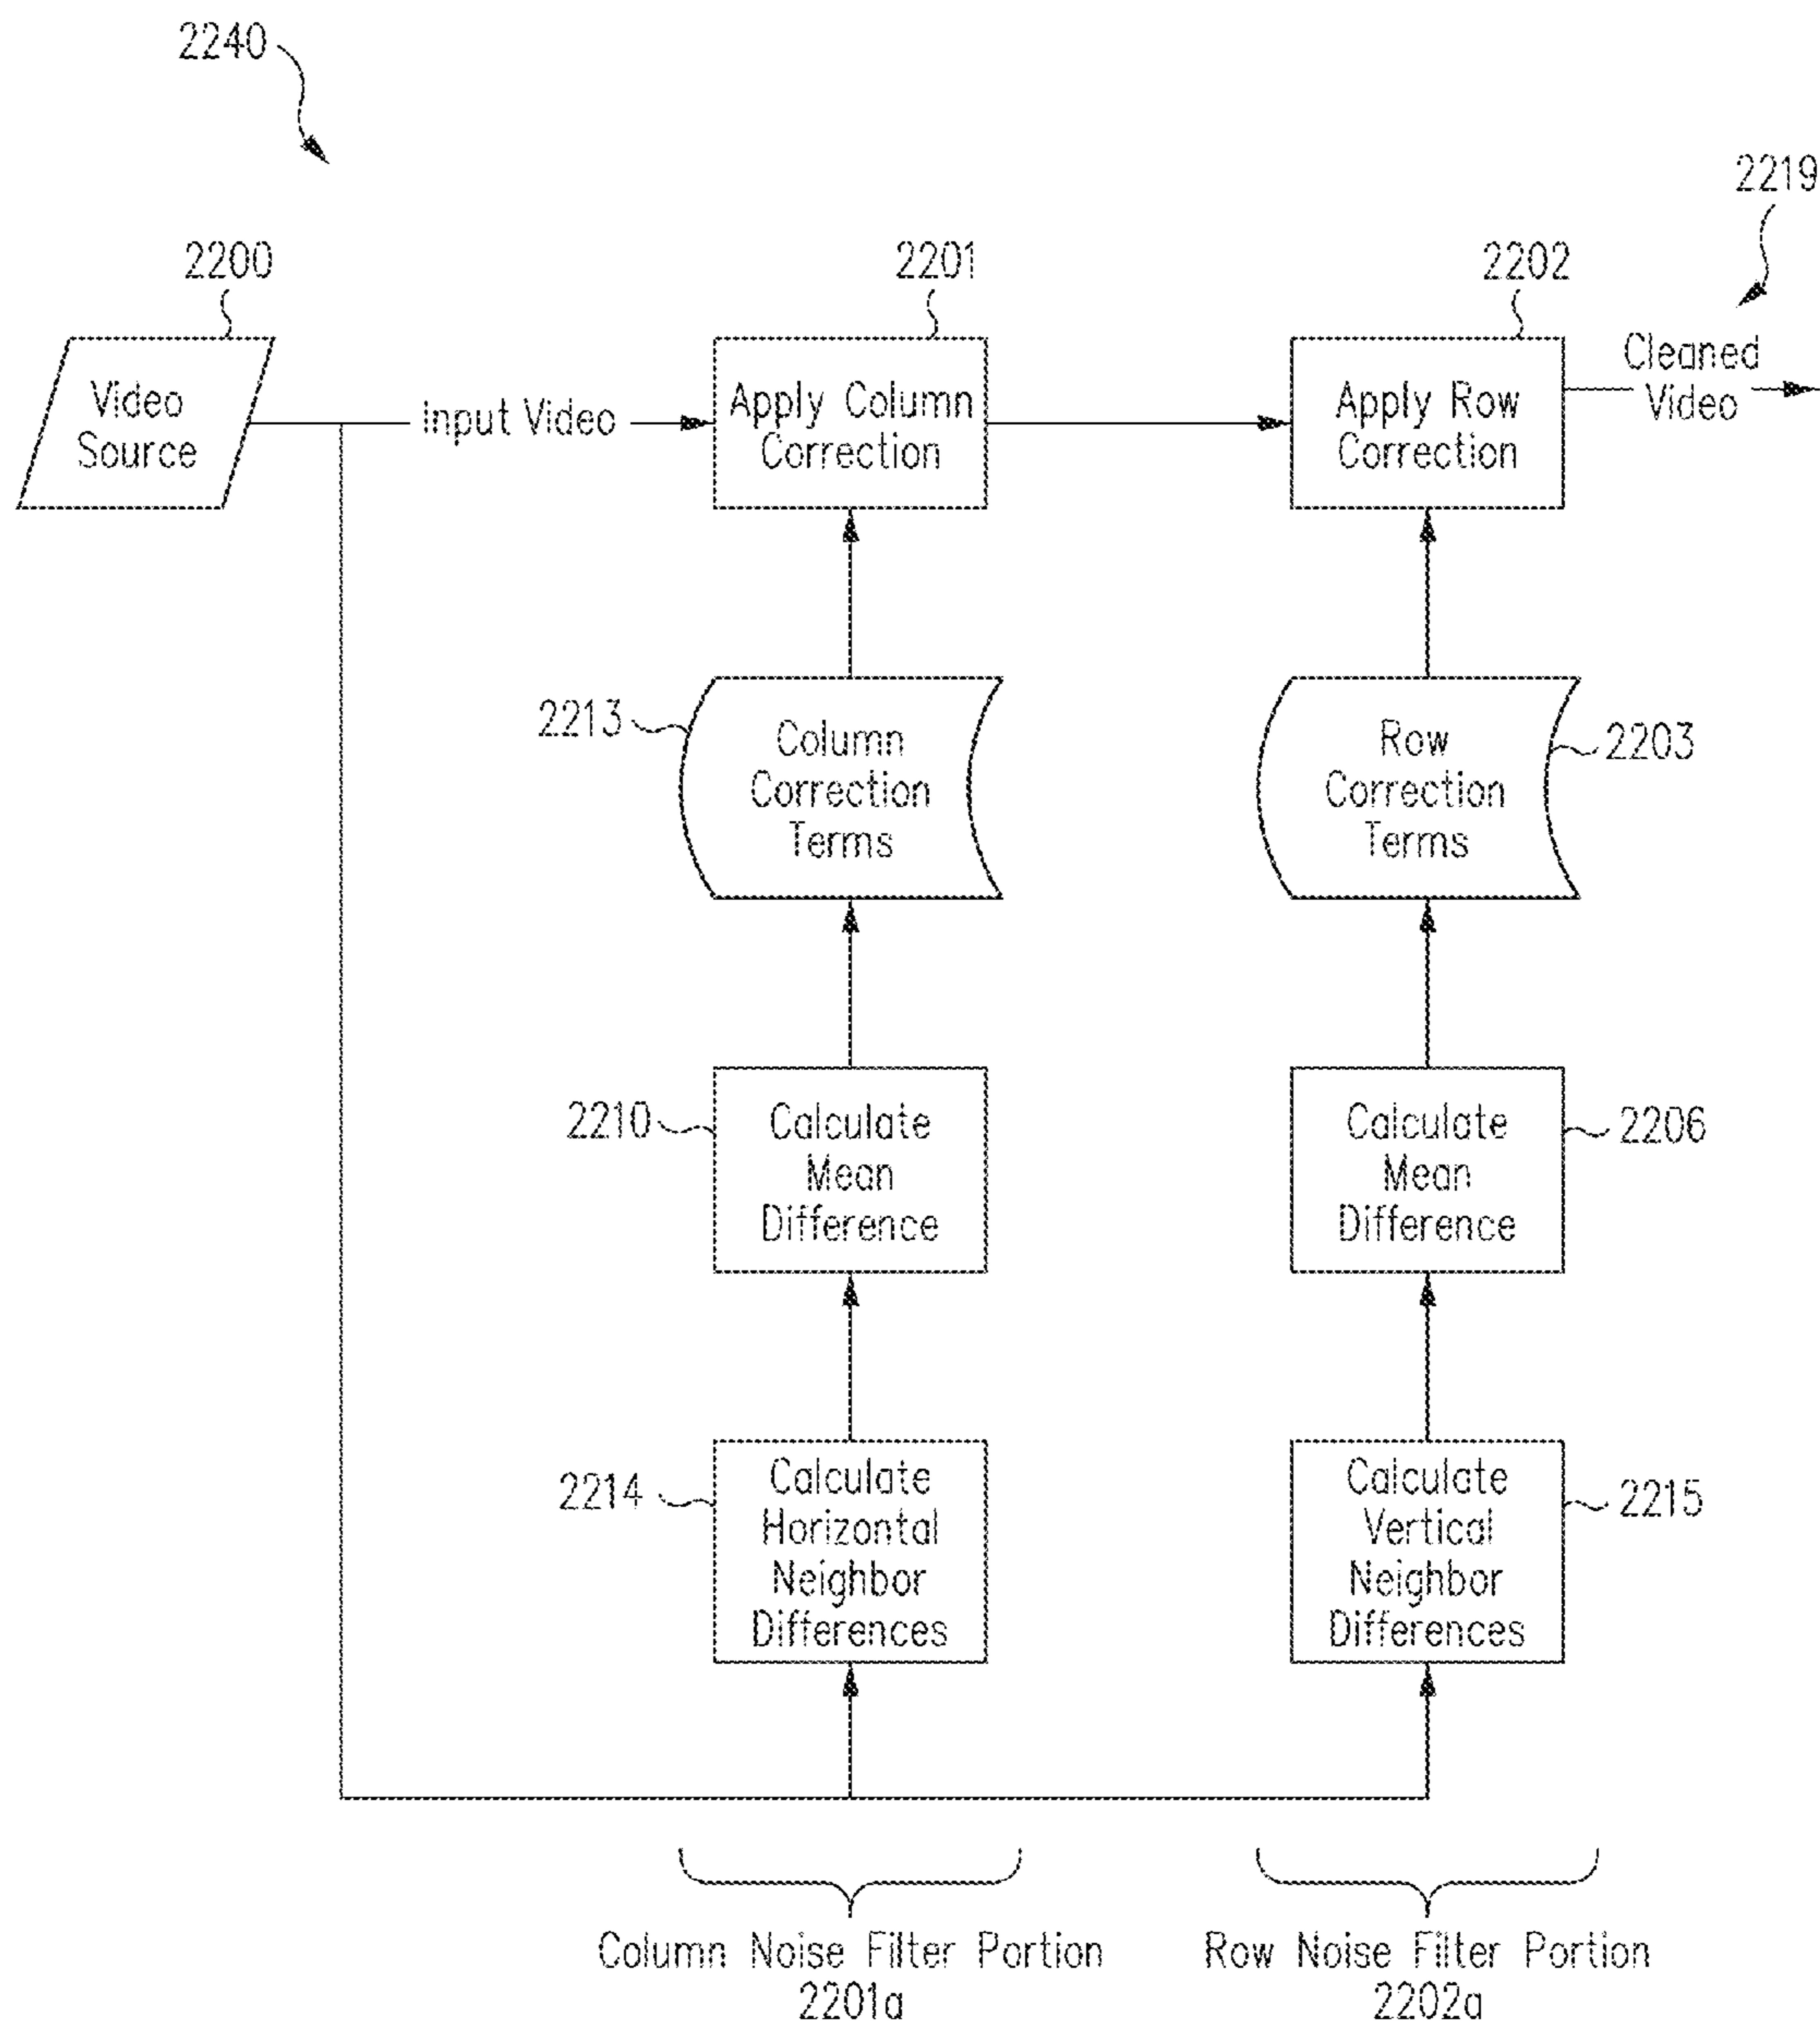 2240
2219
2200
2201
2202
Video
Source
Input Video
Apply Column
Correction
Apply Row
Correction
Cleaned
Video
2213
Column
Correction
Terms
Row
Correction
Terms
2203
2210
Calculate
Mean
Difference
Calculate
Mean
Difference
2206
2214
Calculate
Horizontal
Neighbor
Differences
Calculate
Vertical
Neighbor
Differences
2215
Column Noise Filter Portion
2201a
Row Noise Filter Portion
2202a